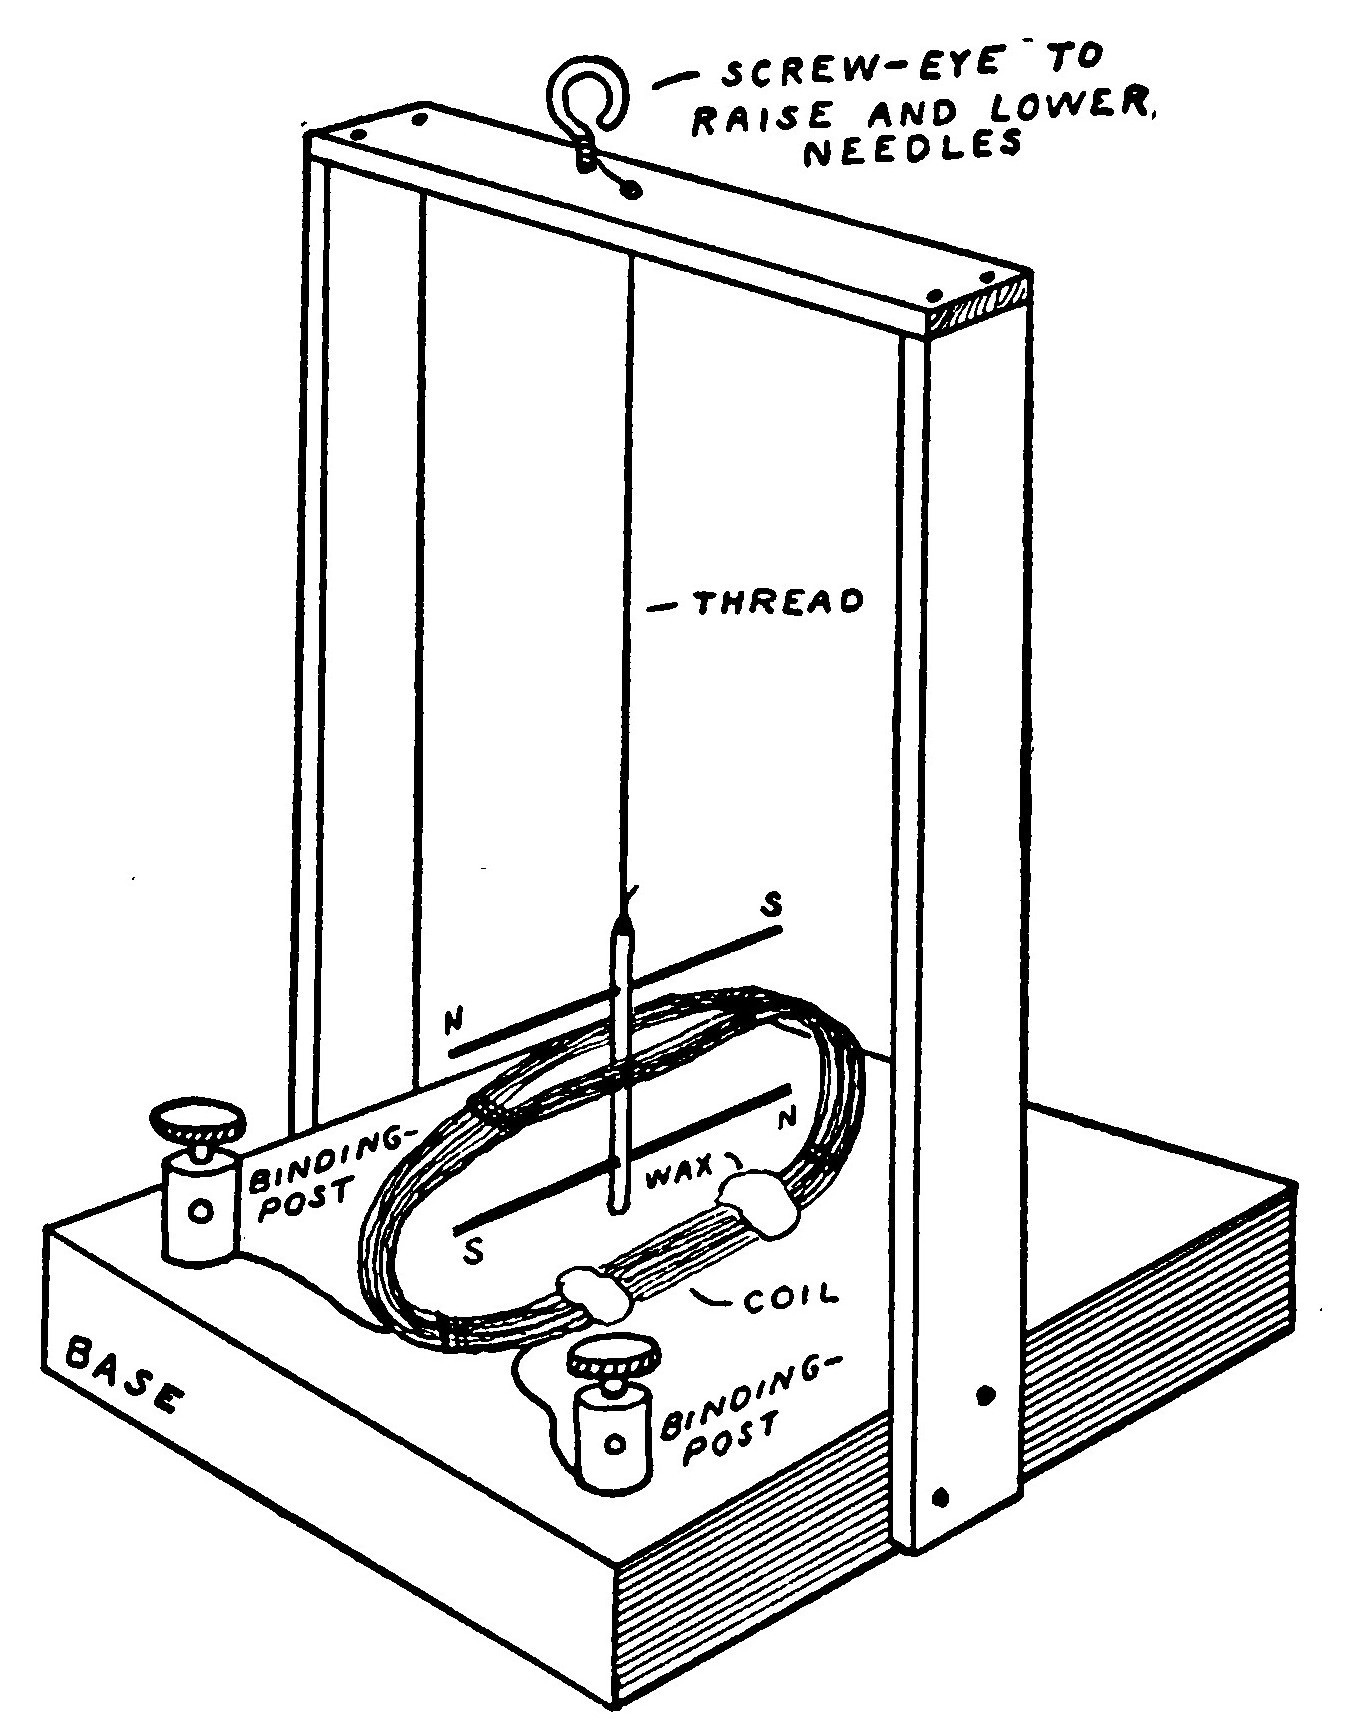 SCREW-EYE TO
RAISE AND LOWER,
NEEDLES
THREAD
S
N
N
S
WAX
BINDING-
POST
COIL
BASE
BINDING-
POST